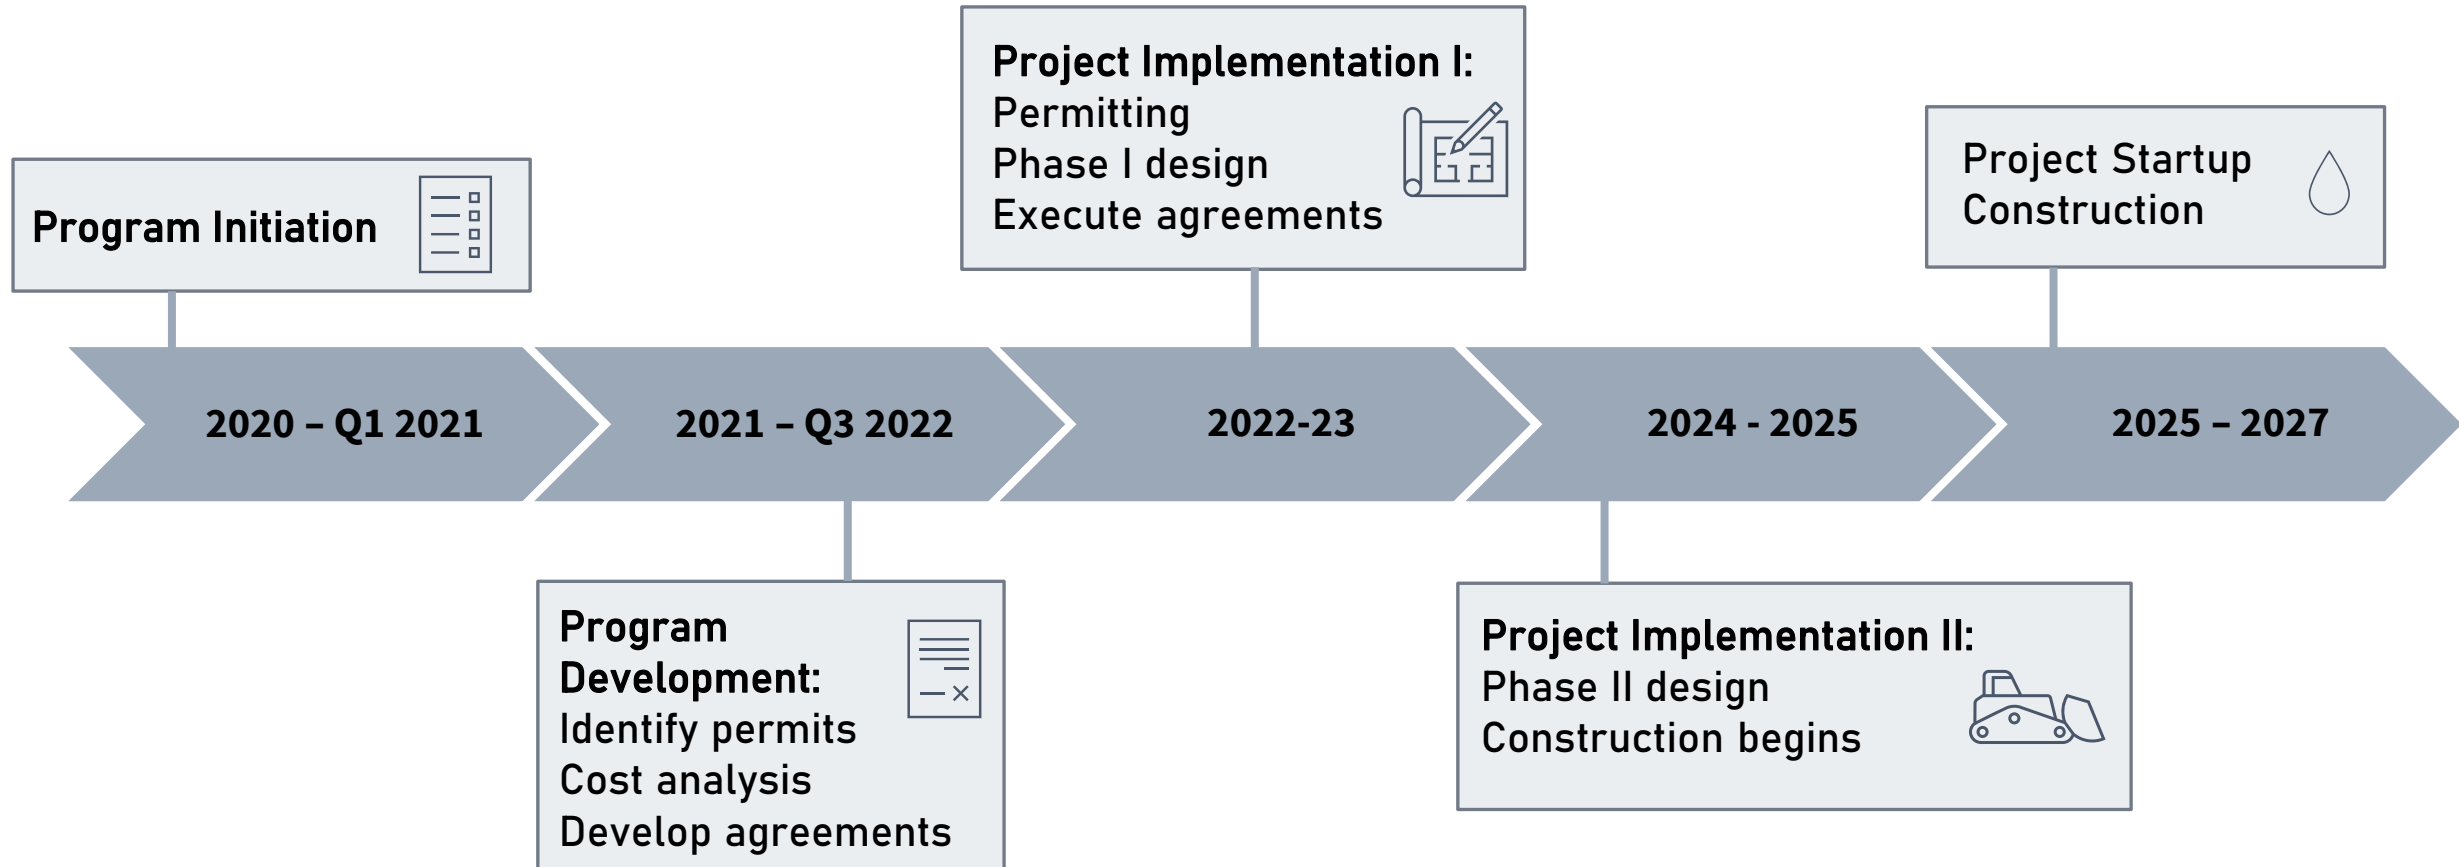 Project Implementation I:
Permitting
Phase I design
Execute agreements
Project Startup
Construction
Program Initiation
2020 – Q1 2021
2021 – Q3 2022
2022-23
2024 - 2025
2025 – 2027
Program
Development:
Identify permits
Cost analysis
Develop agreements
Project Implementation II:
Phase II design
Construction begins